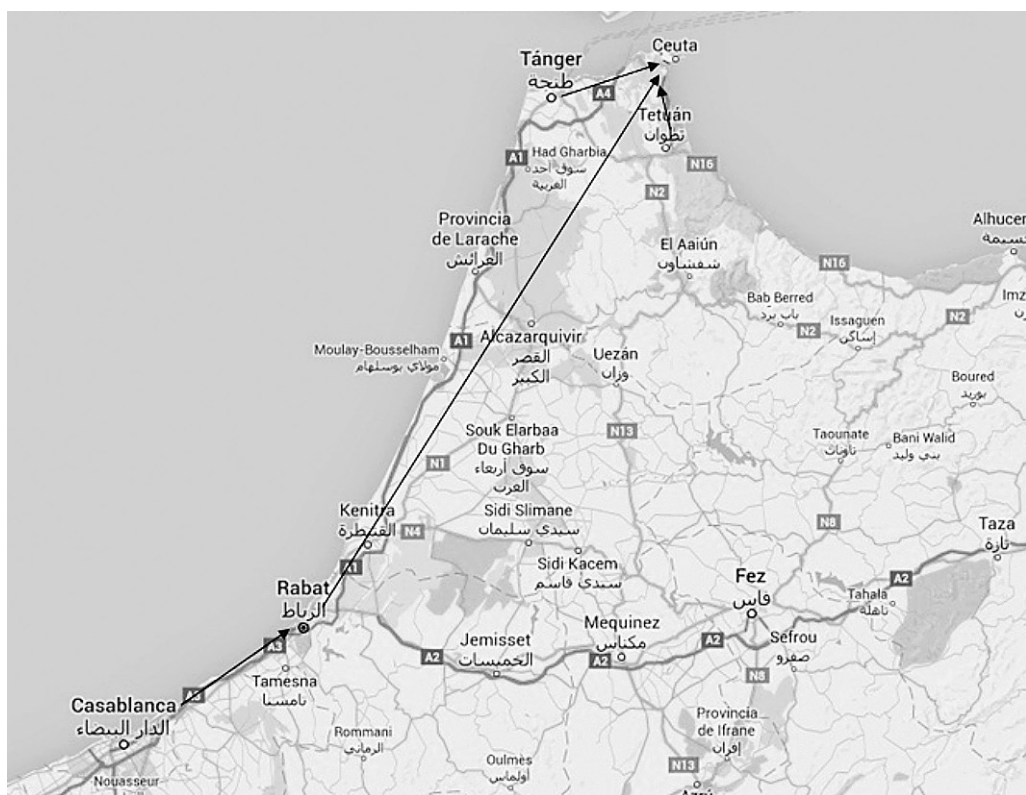 Ceuta
Tánger
طنجة
A4
Tetuán
تطوان
A1
Had Gharbia
سوق أحد
الغربية
N16
N2
Provincia
de Larache
العرائش
El Aaiún
شفشاون
Alhucem
N16
Bab Berred
باب برد
Issaguen
إساكن
N2
N2
A1
Moulay-Bousselham
مولاي بوسلهام
Alcazarquivir
القصر
الكبير
Uezán
وزان
Boured
بوريد
Souk Elarbaa
Du Gharb
سوق أربعاء
الغرب
N13
Taounate
تاونات
Bani Walid
بني وليد
N1
Kenitra
القنيطرة
N4
Sidi Slimane
سيدي سليمان
N8
Taza
تازة
A1
Sidi Kacem
سيدي قاسم
Rabat
الرباط
Fez
فاس
A2
Tahala
تاهلة
A3
A2
Jemisset
الخميسات
Mequinez
مكناس
A2
A2
Sefrou
صفرو
N8
Tamesna
تامسنا
A3
Casablanca
الدار البيضاء
Rommani
الرماني
Provincia
de Ifrane
إفران
Oulmès
أولماس
N13
Nouasseur